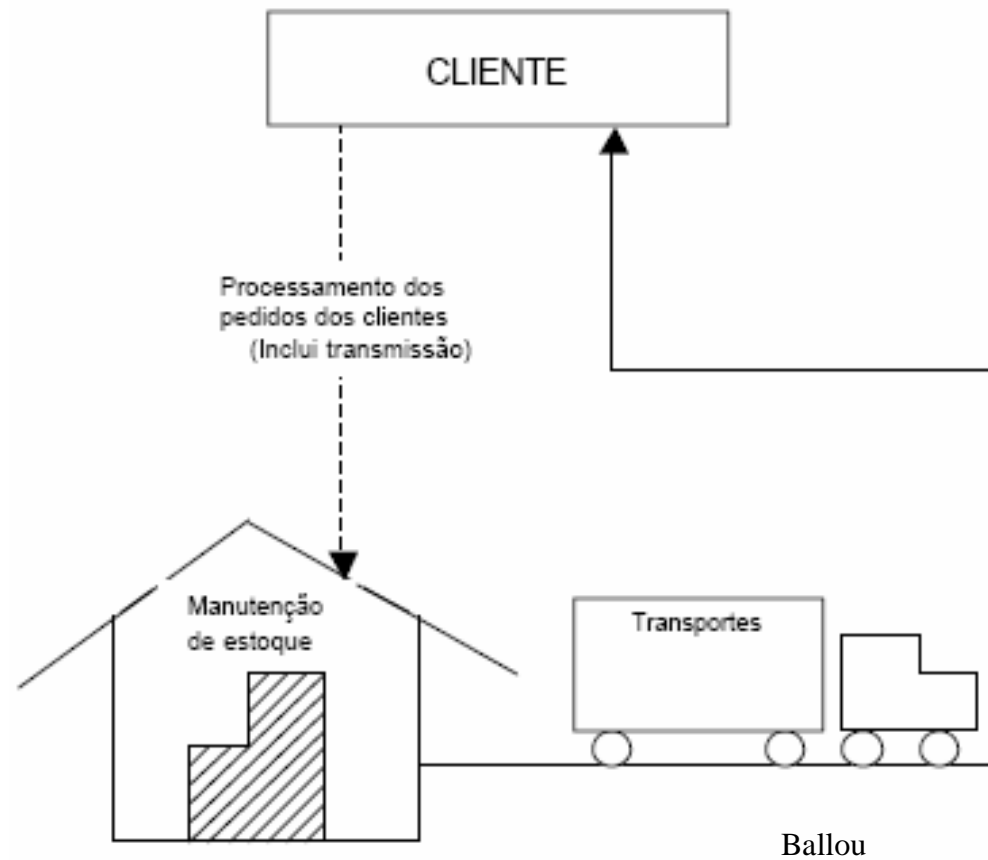 CLIENTE
Processamento dos
pedidos dos clientes
(Inclui transmissão)
Manutenção
de estoque
Transportes
Ballou